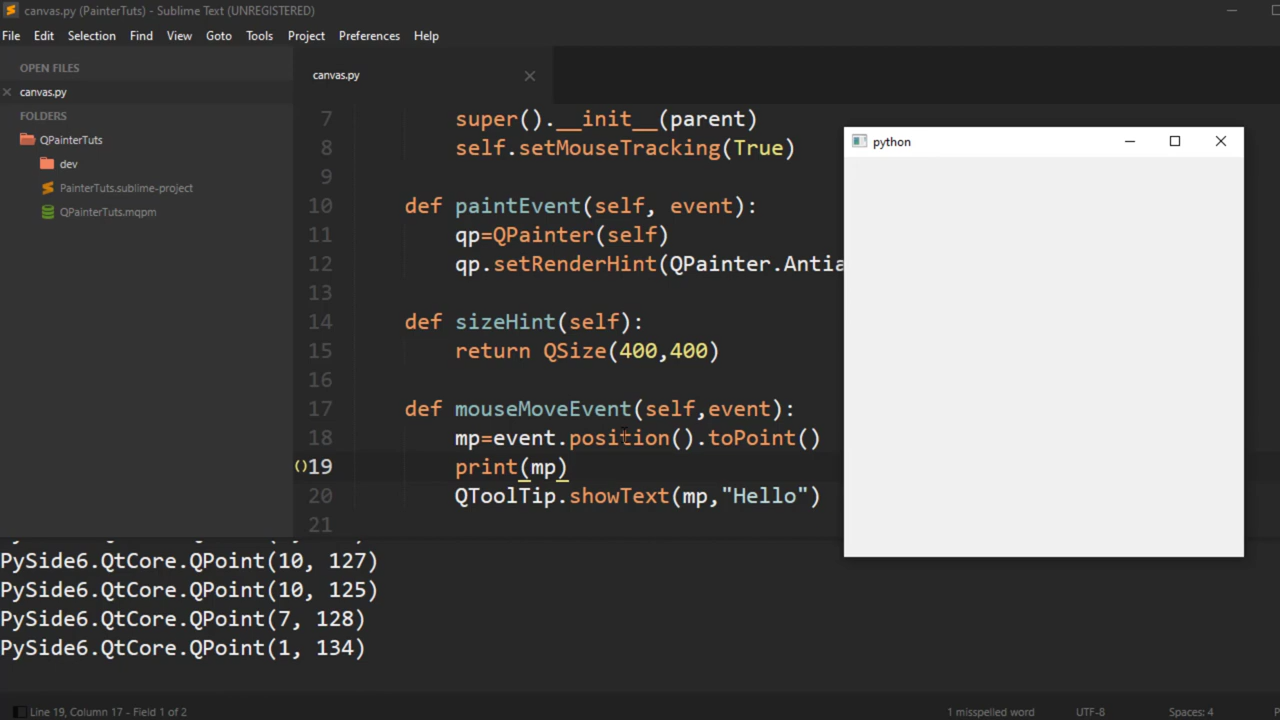 canvas.py (PainterTuts) - Sublime Text (UNREGISTERED)
File Edit Selection Find View Goto Tools Project Preferences Help
OPEN FILES
canvas.py
FOLDERS
QPainterTuts
dev
PainterTuts.sublime-project
QPainterTuts.mqpm
canvas.py
7 super().__init__(parent)
8 self.setMouseTracking(True)
9
10 def paintEvent(self, event):
11 qp=QPainter(self)
12 qp.setRenderHint(QPainter.Antia
13
14 def sizeHint(self):
15 return QSize(400,400)
16
17 def mouseMoveEvent(self,event):
18 mp=event.position().toPoint()
()19 print(mp)
20 QToolTip.showText(mp,"Hello")
21
python
PySide6.QtCore.QPoint(10, 127)
PySide6.QtCore.QPoint(10, 125)
PySide6.QtCore.QPoint(7, 128)
PySide6.QtCore.QPoint(1, 134)
Line 19, Column 17 - Field 1 of 2 1 misspelled word UTF-8 Spaces: 4